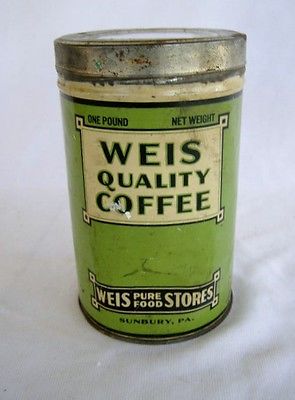 ONE POUND NET WEIGHT
WEIS
QUALITY
COFFEE
WEIS PURE FOOD STORES
SUNBURY, PA.